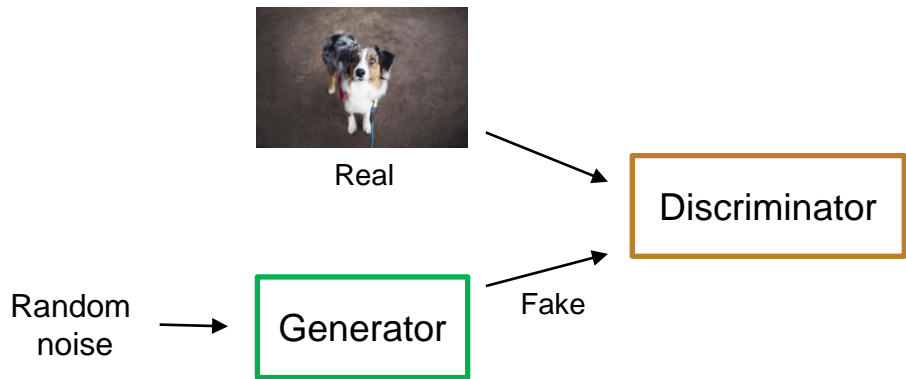 Real
Discriminator
Random
noise
Generator
Fake